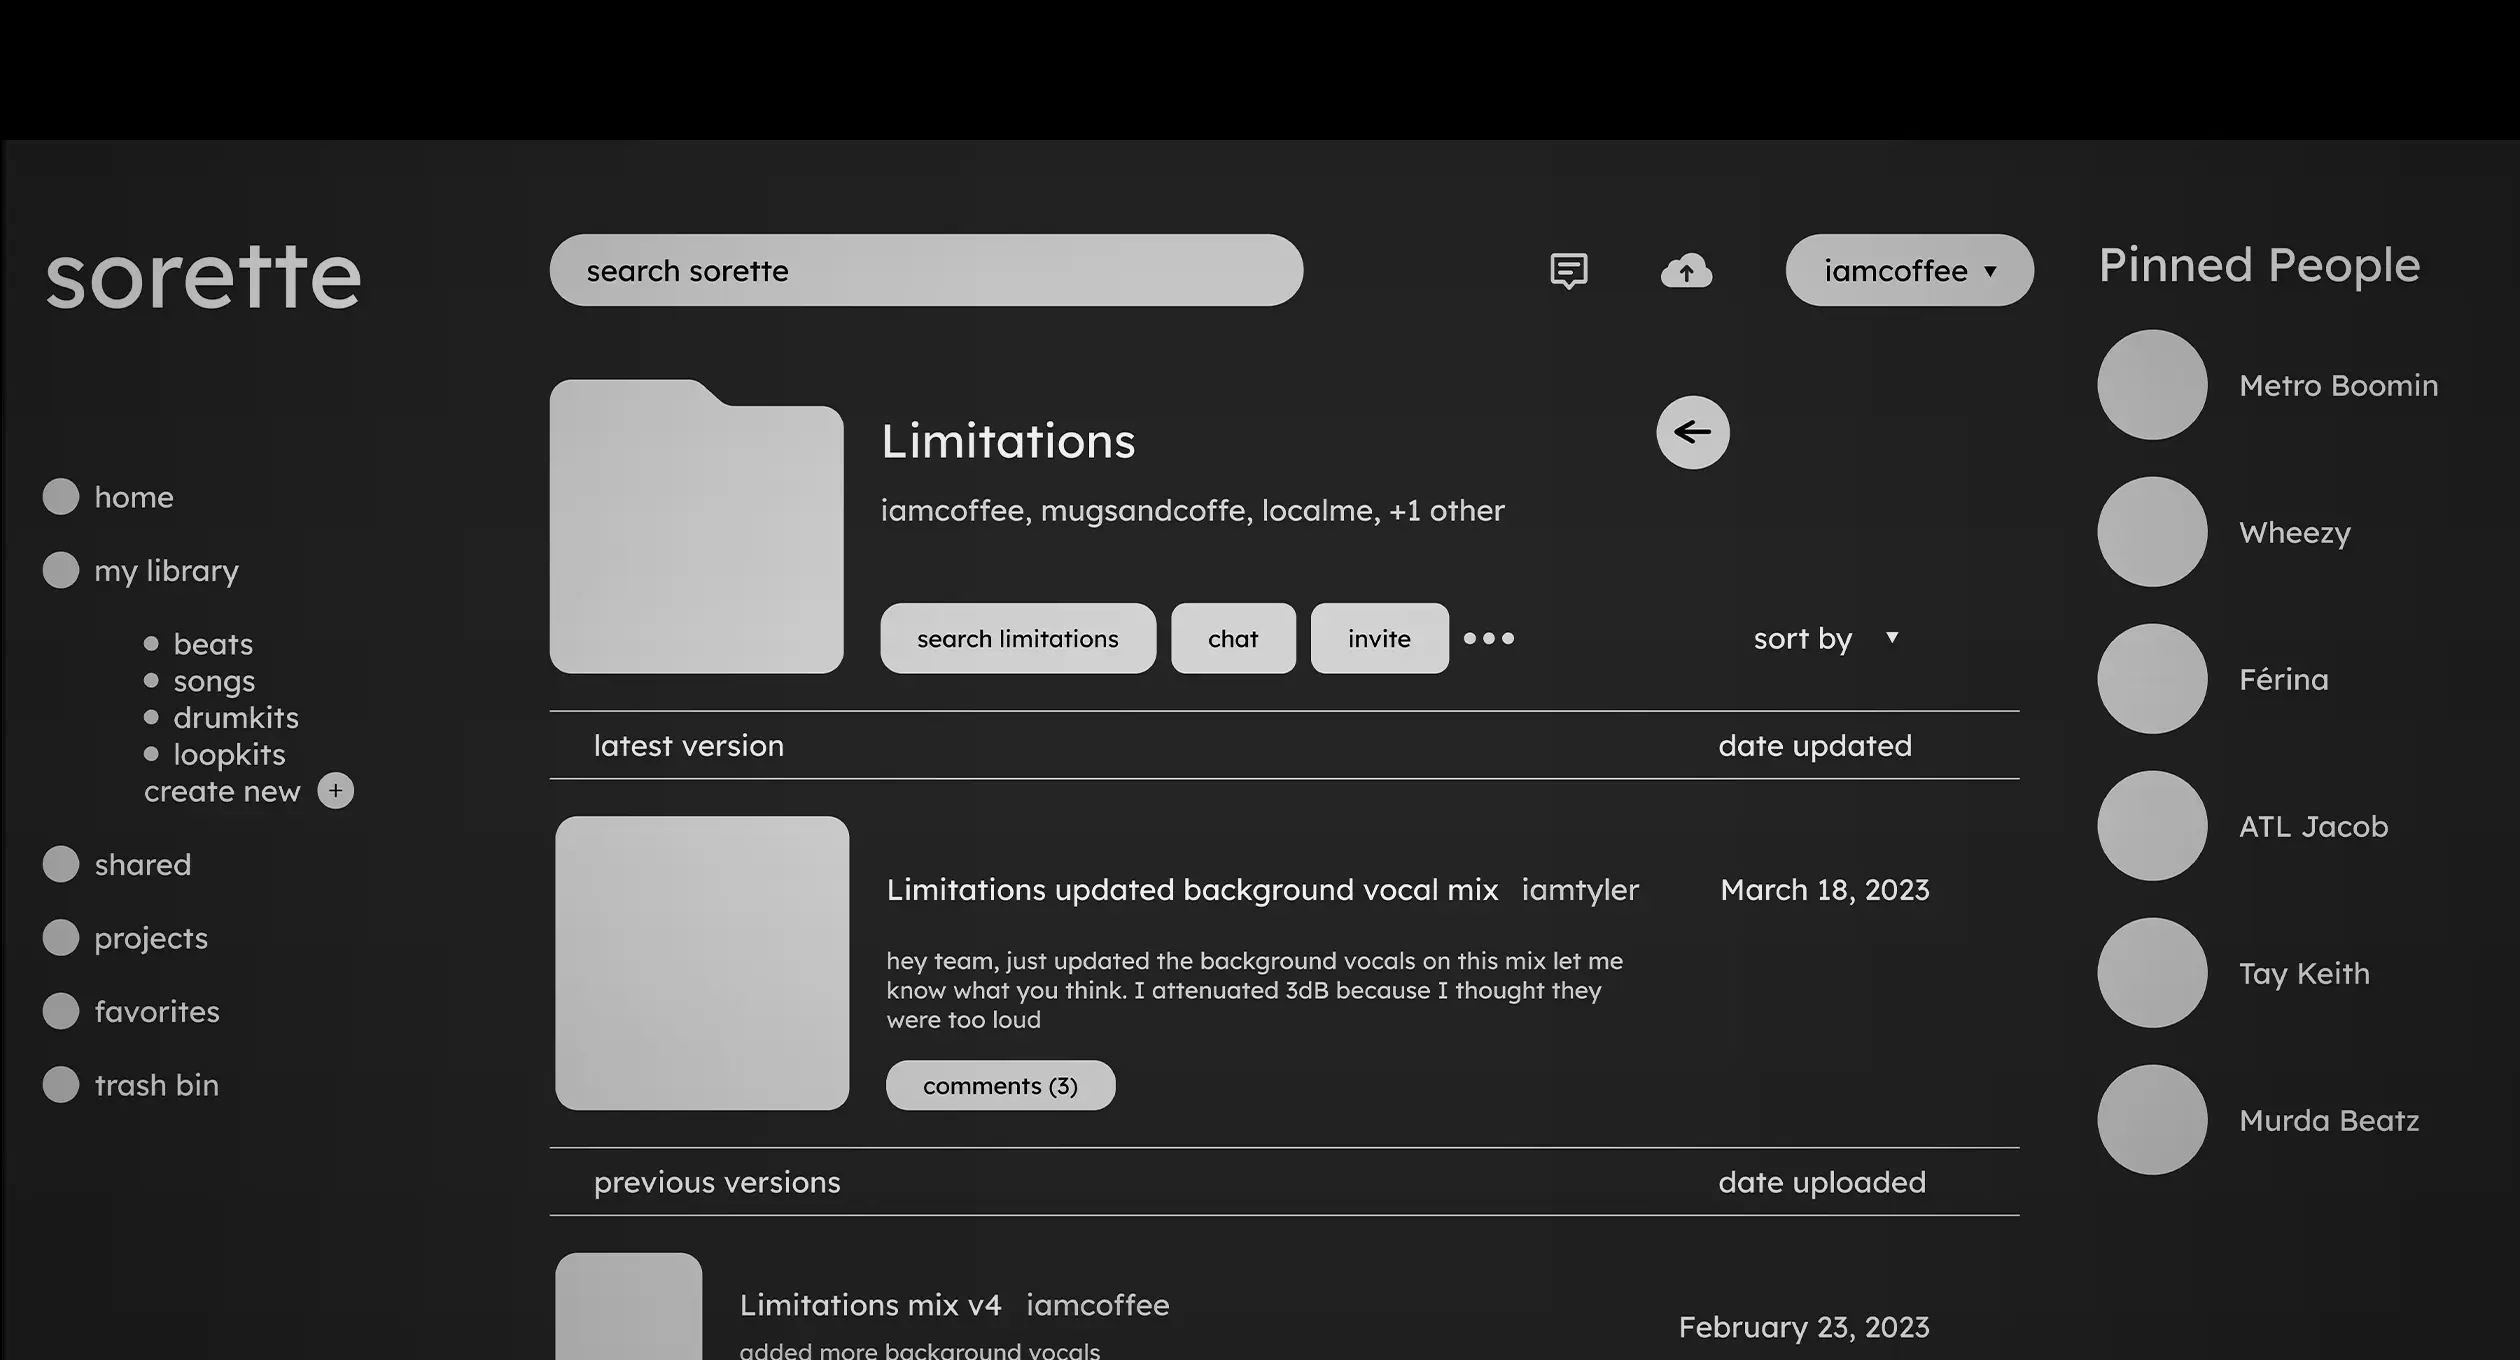 sorette
search sorette
iamcoffee
Pinned People
home
my library
beats
songs
drumkits
loopkits
create new
shared
projects
favorites
trash bin
Limitations
iamcoffee, mugsandcoffe, localme, +1 other
search limitations
chat
invite
sort by
latest version
date updated
Limitations updated background vocal mix iamtyler
March 18, 2023
hey team, just updated the background vocals on this mix let me
know what you think. I attenuated 3dB because I thought they
were too loud
comments (3)
previous versions
date uploaded
Limitations mix v4 iamcoffee
February 23, 2023
added more background vocals
Metro Boomin
Wheezy
Férina
ATL Jacob
Tay Keith
Murda Beatz